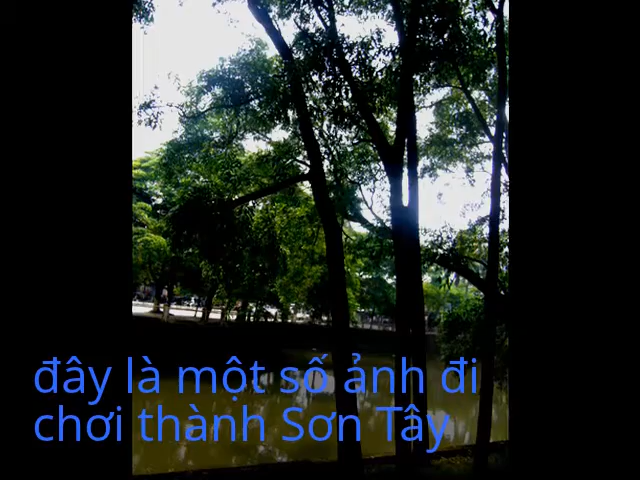 đây là một số ảnh đi
chơi thành Sơn Tây